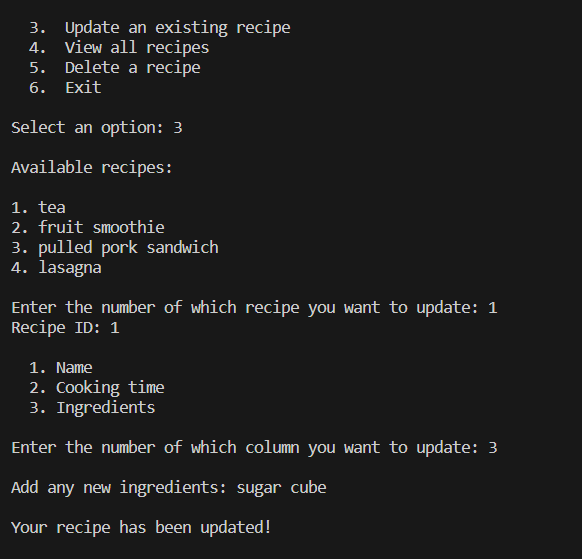 3.  Update an existing recipe
4.  View all recipes
5.  Delete a recipe
6.  Exit
Select an option: 3
Available recipes:
1. tea
2. fruit smoothie
3. pulled pork sandwich
4. lasagna
Enter the number of which recipe you want to update: 1
Recipe ID: 1
1. Name
2. Cooking time
3. Ingredients
Enter the number of which column you want to update: 3
Add any new ingredients: sugar cube
Your recipe has been updated!